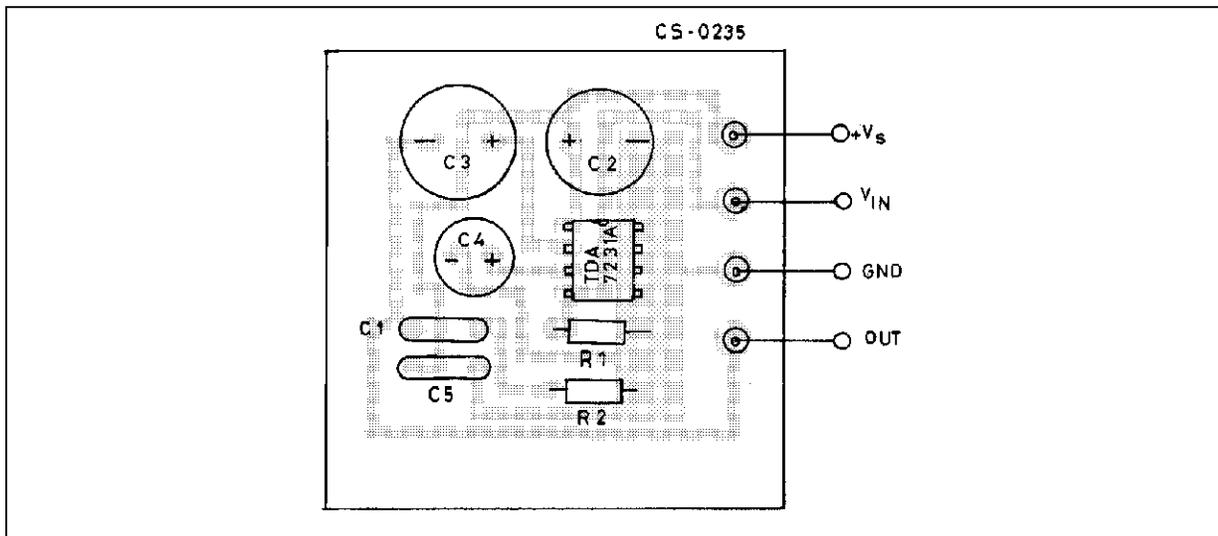 CS-0235
+Vs
- + C3
+ - C2
VIN
C4
- +
TDA
7231A
GND
C1
R1
OUT
C5
R2